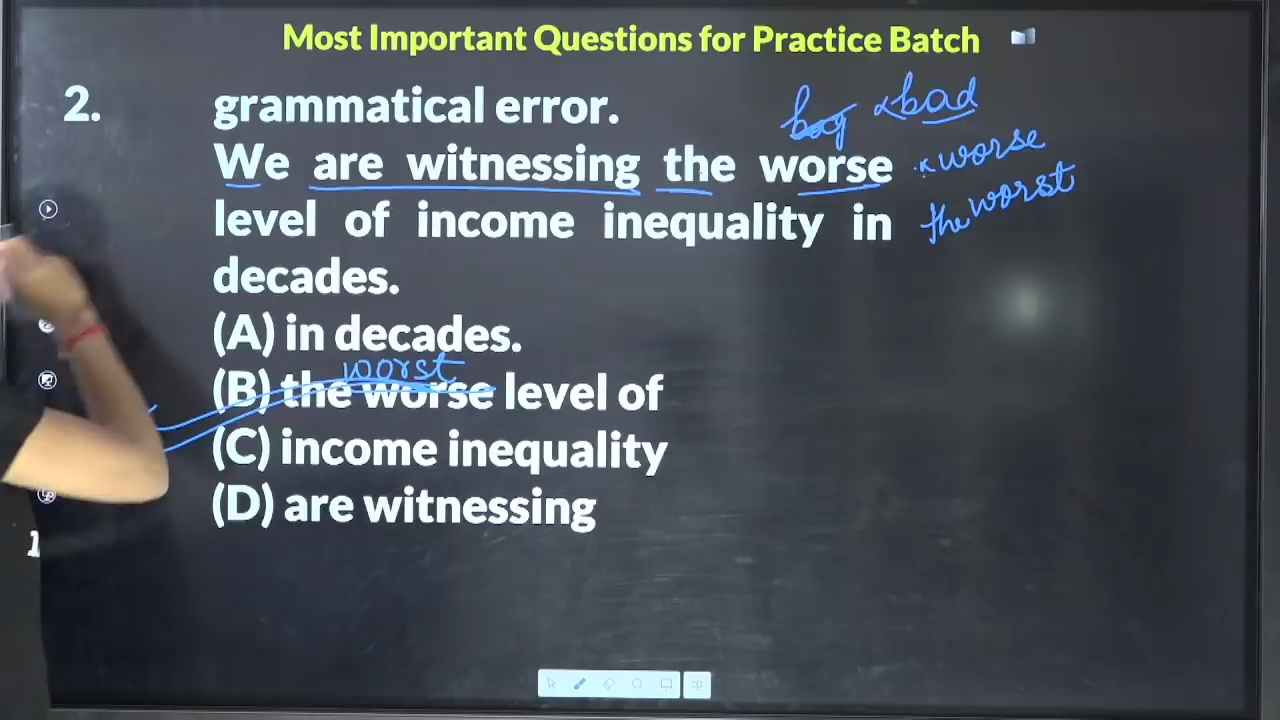 Most Important Questions for Practice Batch
2. grammatical error.
bad
We are witnessing the worse
worse
level of income inequality in
the worst
decades.
(A) in decades.
worst
(B) the worse level of
(C) income inequality
(D) are witnessing
1